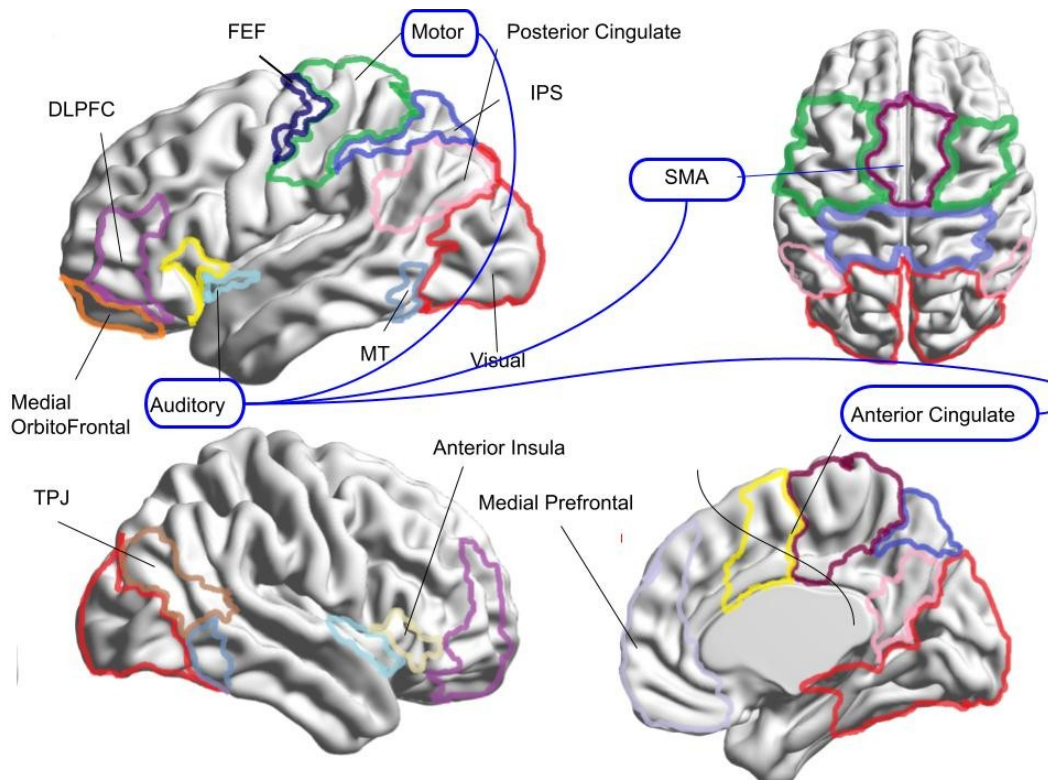 FEF
Motor
Posterior Cingulate
DLPFC
IPS
SMA
MT
Visual
Medial
OrbitoFrontal
Auditory
Anterior Cingulate
Anterior Insula
TPJ
Medial Prefrontal